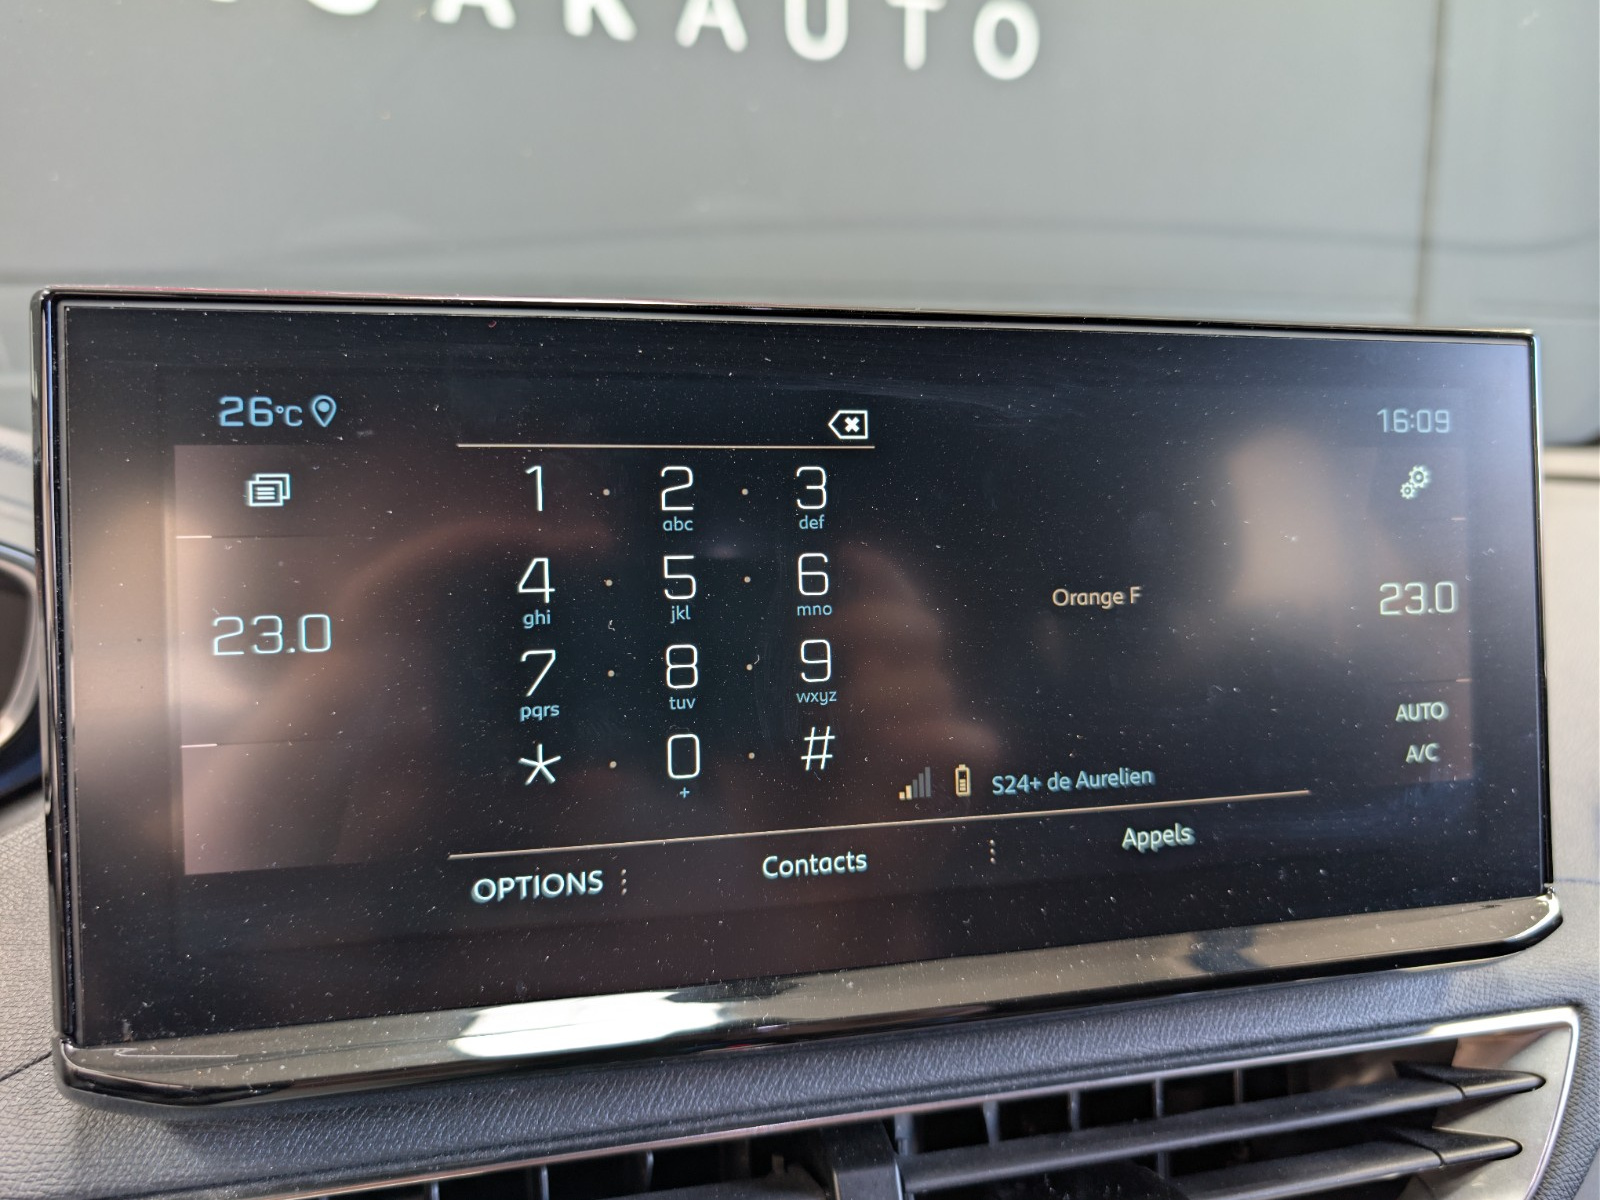 ARAUTO
26°C
16:09
1 2 3
abc def
4 5 6
ghi jkl mno
23.0
Orange F
23.0
7 8 9
pqrs tuv wxyz
AUTO
* 0 #
+
A/C
S24+ de Aurelien
OPTIONS
Contacts
Appels